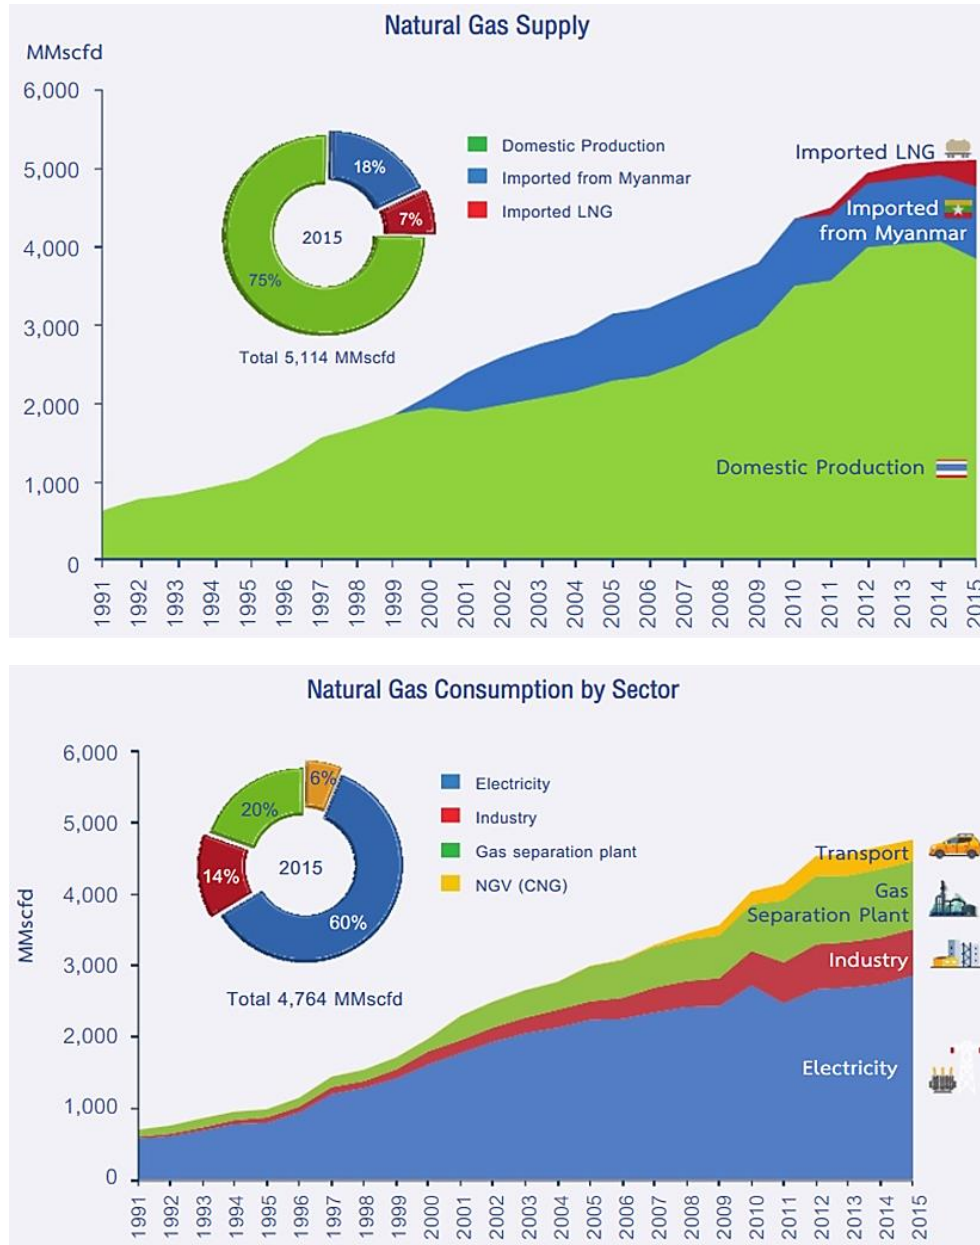 Natural Gas Supply
MMscfd
6,000
5,000
4,000
3,000
2,000
1,000
0
18%
7%
75%
2015
Total 5,114 MMscfd
Domestic Production
Imported from Myanmar
Imported LNG
Imported LNG
Imported
from Myanmar
Domestic Production
1991 1992 1993 1994 1995 1996 1997 1998 1999 2000 2001 2002 2003 2004 2005 2006 2007 2008 2009 2010 2011 2012 2013 2014 2015
Natural Gas Consumption by Sector
MMscfd
6,000
5,000
4,000
3,000
2,000
1,000
0
6%
20%
14%
60%
2015
Total 4,764 MMscfd
Electricity
Industry
Gas separation plant
NGV (CNG)
Transport
Gas
Separation Plant
Industry
Electricity
1991 1992 1993 1994 1995 1996 1997 1998 1999 2000 2001 2002 2003 2004 2005 2006 2007 2008 2009 2010 2011 2012 2013 2014 2015